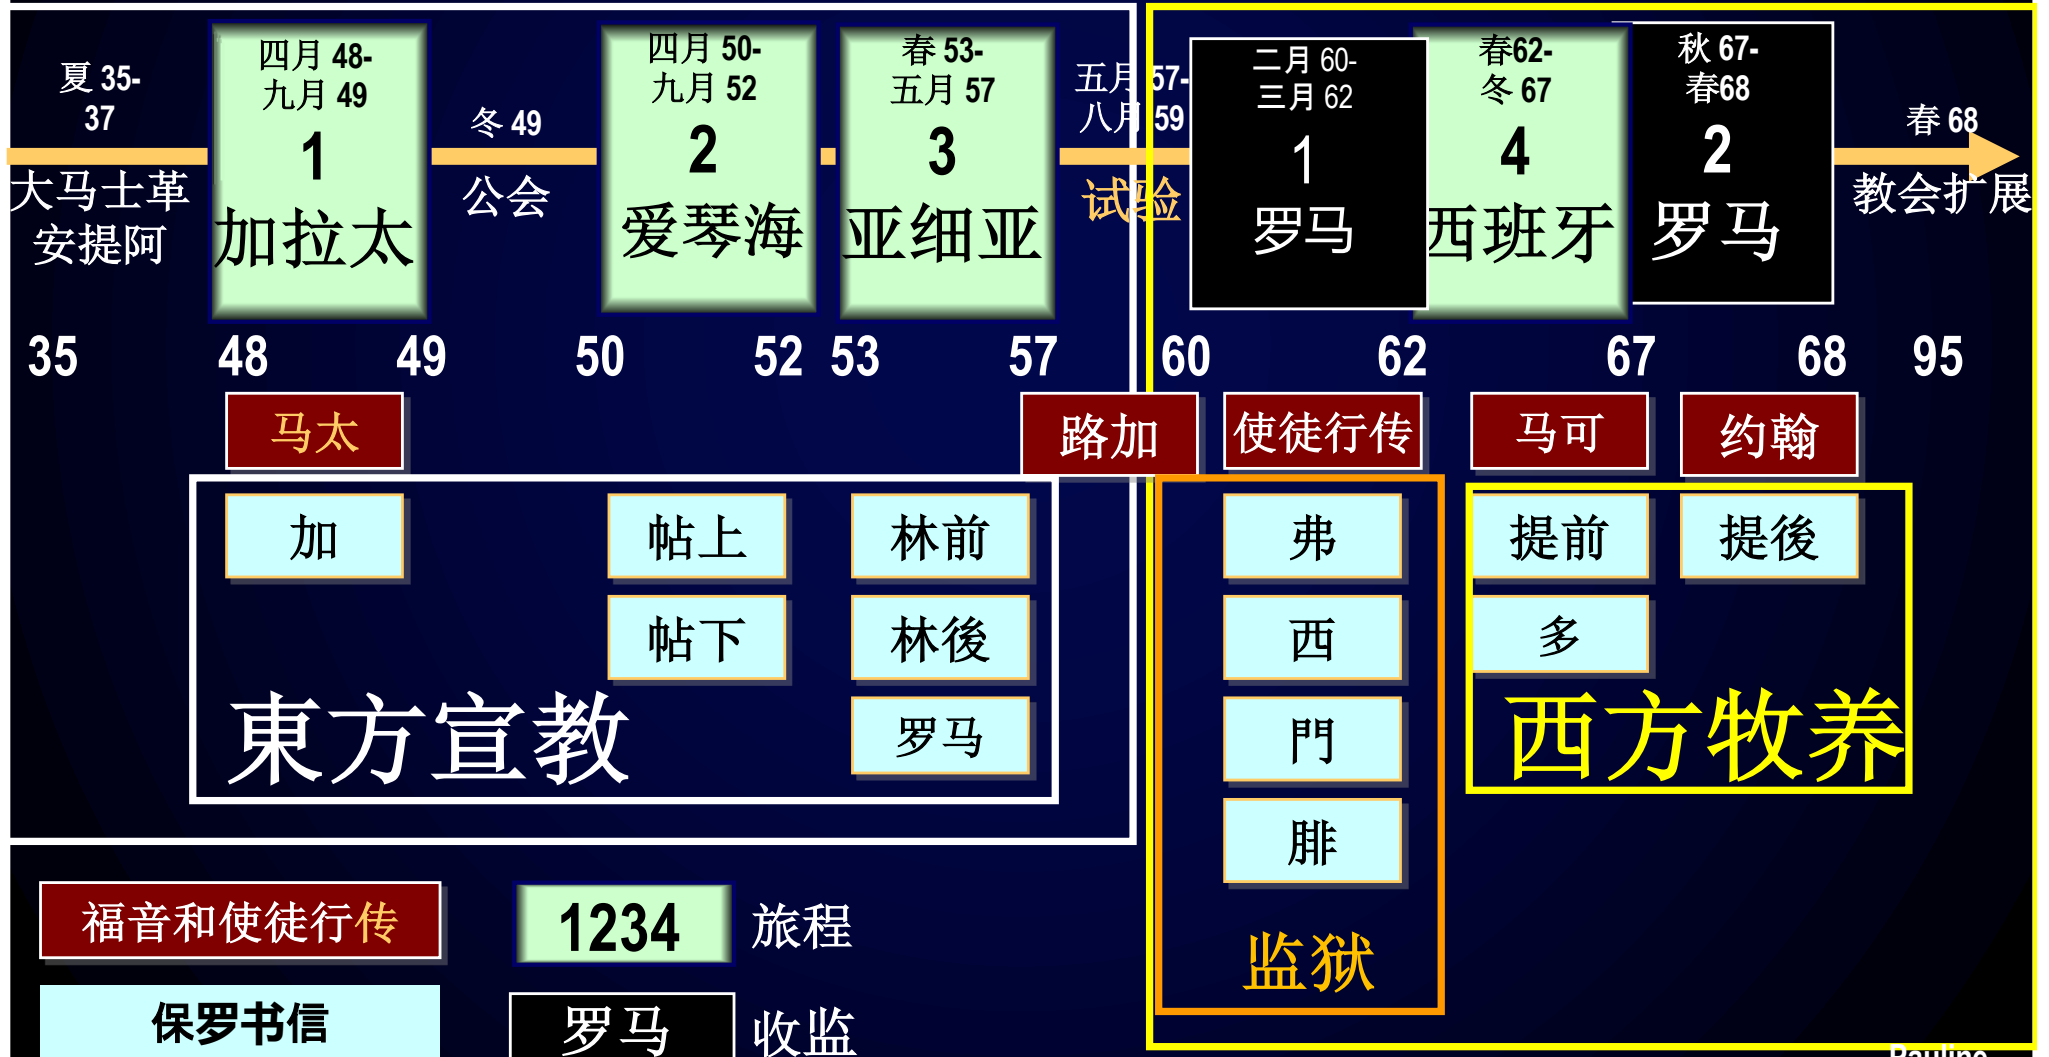 夏 35-
37
大马士革
安提阿
四月 48-
九月 49
1
加拉太
冬 49
公会
四月 50-
九月 52
2
爱琴海
春 53-
五月 57
3
亚细亚
五月 57-
八月 59
试验
二月 60-
三月 62
1
罗马
春62-
冬 67
4
西班牙
秋 67-
春68
2
罗马
春 68
教会扩展
35 48 49 50 52 53 57 60 62 67 68 95
马太 路加 使徒行传 马可 约翰
加 帖上 林前 弗 提前 提後
帖下 林後 西 多
罗马 門
腓
東方宣教
西方牧养
监狱
福音和使徒行传
1234 旅程
保罗书信
罗马 收监
Pauline